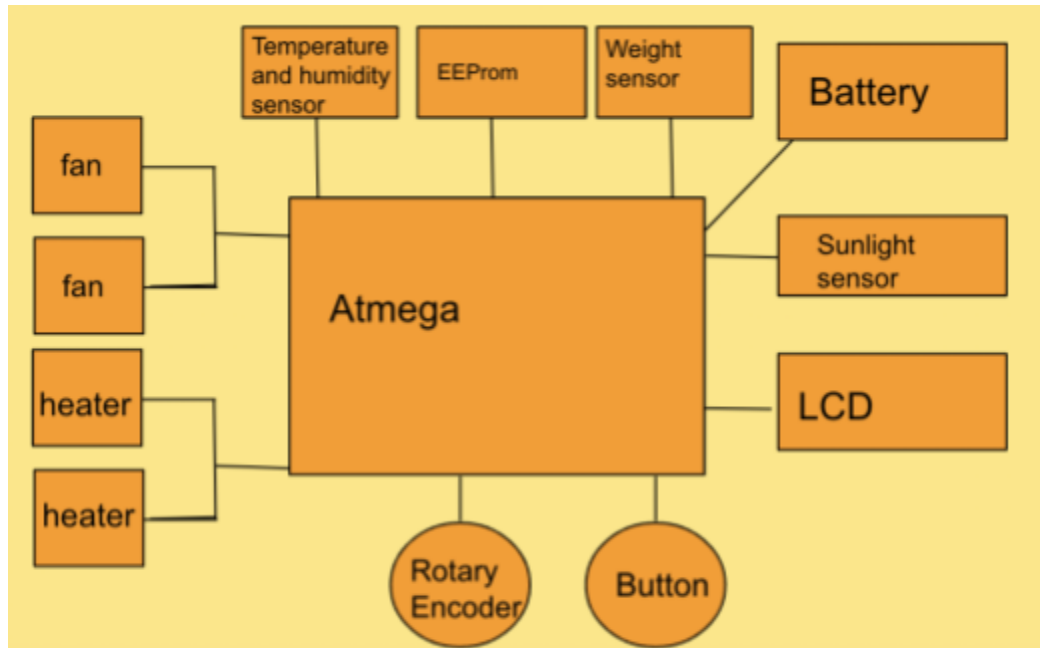 Temperature
and humidity
sensor
EEProm
Weight
sensor
Battery
fan
fan
Sunlight
sensor
Atmega
heater
LCD
heater
Rotary
Encoder
Button